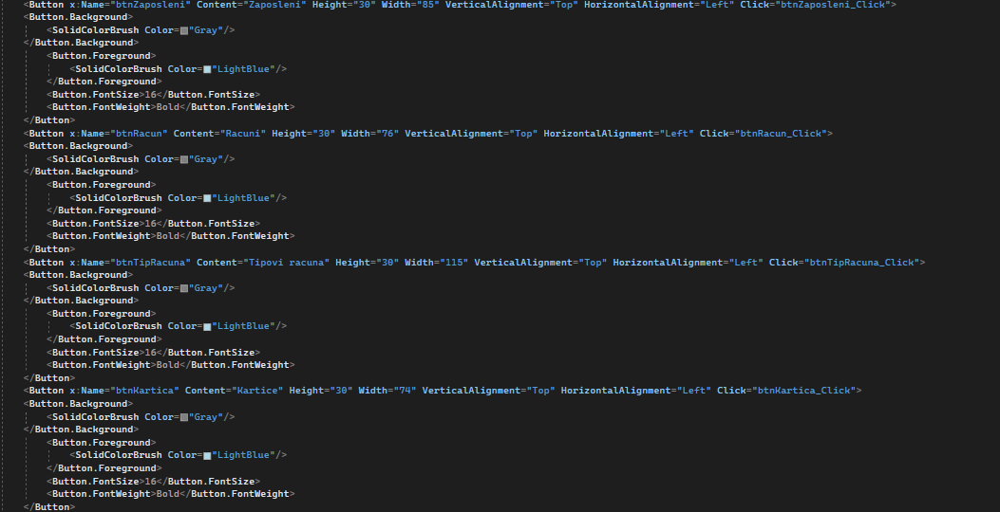 <Button x:Name="btnZaposleni" Content="Zaposleni" Height="30" Width="85" VerticalAlignment="Top" HorizontalAlignment="Left" Click="btnZaposleni_Click">
<Button.Background>
<SolidColorBrush Color="Gray"/>
</Button.Background>
<Button.Foreground>
<SolidColorBrush Color="LightBlue"/>
</Button.Foreground>
<Button.FontSize>16</Button.FontSize>
<Button.FontWeight>Bold</Button.FontWeight>
</Button>
<Button x:Name="btnRacun" Content="Racuni" Height="30" Width="76" VerticalAlignment="Top" HorizontalAlignment="Left" Click="btnRacun_Click">
<Button.Background>
<SolidColorBrush Color="Gray"/>
</Button.Background>
<Button.Foreground>
<SolidColorBrush Color="LightBlue"/>
</Button.Foreground>
<Button.FontSize>16</Button.FontSize>
<Button.FontWeight>Bold</Button.FontWeight>
</Button>
<Button x:Name="btnTipRacuna" Content="Tipovi racuna" Height="30" Width="115" VerticalAlignment="Top" HorizontalAlignment="Left" Click="btnTipRacuna_Click">
<Button.Background>
<SolidColorBrush Color="Gray"/>
</Button.Background>
<Button.Foreground>
<SolidColorBrush Color="LightBlue"/>
</Button.Foreground>
<Button.FontSize>16</Button.FontSize>
<Button.FontWeight>Bold</Button.FontWeight>
</Button>
<Button x:Name="btnKartica" Content="Kartice" Height="30" Width="74" VerticalAlignment="Top" HorizontalAlignment="Left" Click="btnKartica_Click">
<Button.Background>
<SolidColorBrush Color="Gray"/>
</Button.Background>
<Button.Foreground>
<SolidColorBrush Color="LightBlue"/>
</Button.Foreground>
<Button.FontSize>16</Button.FontSize>
<Button.FontWeight>Bold</Button.FontWeight>
</Button>